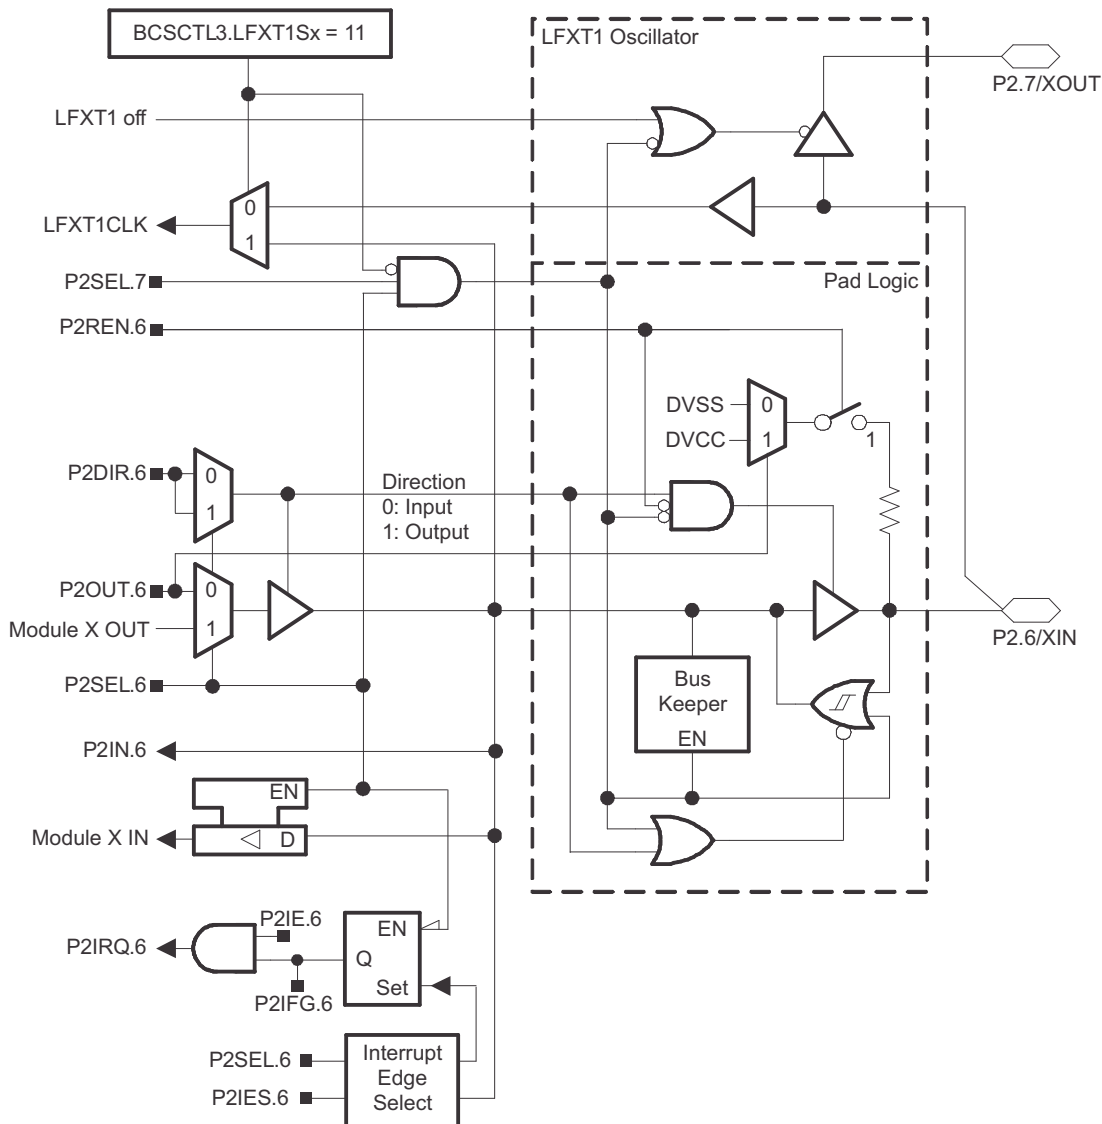 BCSCTL3.LFXT1Sx = 11
LFXT1 Oscillator
P2.7/XOUT
LFXT1 off
0
LFXT1CLK
1
P2SEL.7
Pad Logic
P2REN.6
DVSS
0
DVCC
1
1
P2DIR.6
0
1
Direction
0: Input
1: Output
P2OUT.6
0
Module X OUT
1
P2.6/XIN
P2SEL.6
Bus
Keeper
EN
P2IN.6
EN
Module X IN
D
P2IE.6
EN
P2IRQ.6
Q
Set
P2IFG.6
P2SEL.6
P2IES.6
Interrupt
Edge
Select